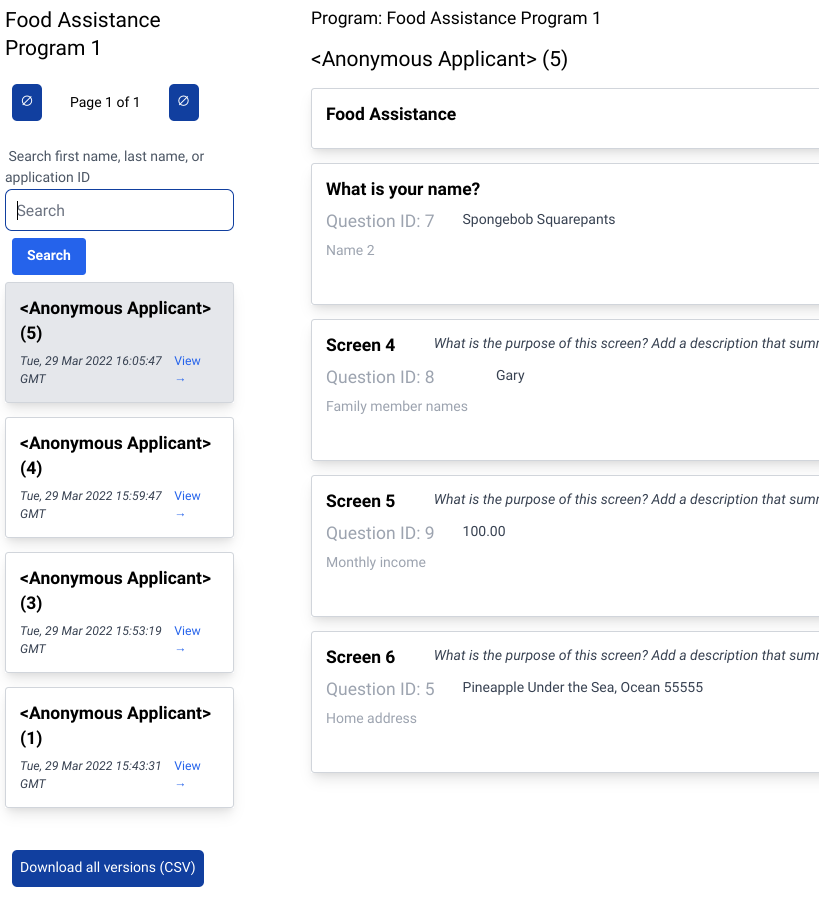 Food Assistance
Program 1
∅ Page 1 of 1 ∅
Search first name, last name, or
application ID
Search
Search
<Anonymous Applicant>
(5)
Tue, 29 Mar 2022 16:05:47 View
GMT →
<Anonymous Applicant>
(4)
Tue, 29 Mar 2022 15:59:47 View
GMT →
<Anonymous Applicant>
(3)
Tue, 29 Mar 2022 15:53:19 View
GMT →
<Anonymous Applicant>
(1)
Tue, 29 Mar 2022 15:43:31 View
GMT →
Download all versions (CSV)
Program: Food Assistance Program 1
<Anonymous Applicant> (5)
Food Assistance
What is your name?
Question ID: 7 Spongebob Squarepants
Name 2
Screen 4 What is the purpose of this screen? Add a description that sum
Question ID: 8 Gary
Family member names
Screen 5 What is the purpose of this screen? Add a description that sum
Question ID: 9 100.00
Monthly income
Screen 6 What is the purpose of this screen? Add a description that sum
Question ID: 5 Pineapple Under the Sea, Ocean 55555
Home address